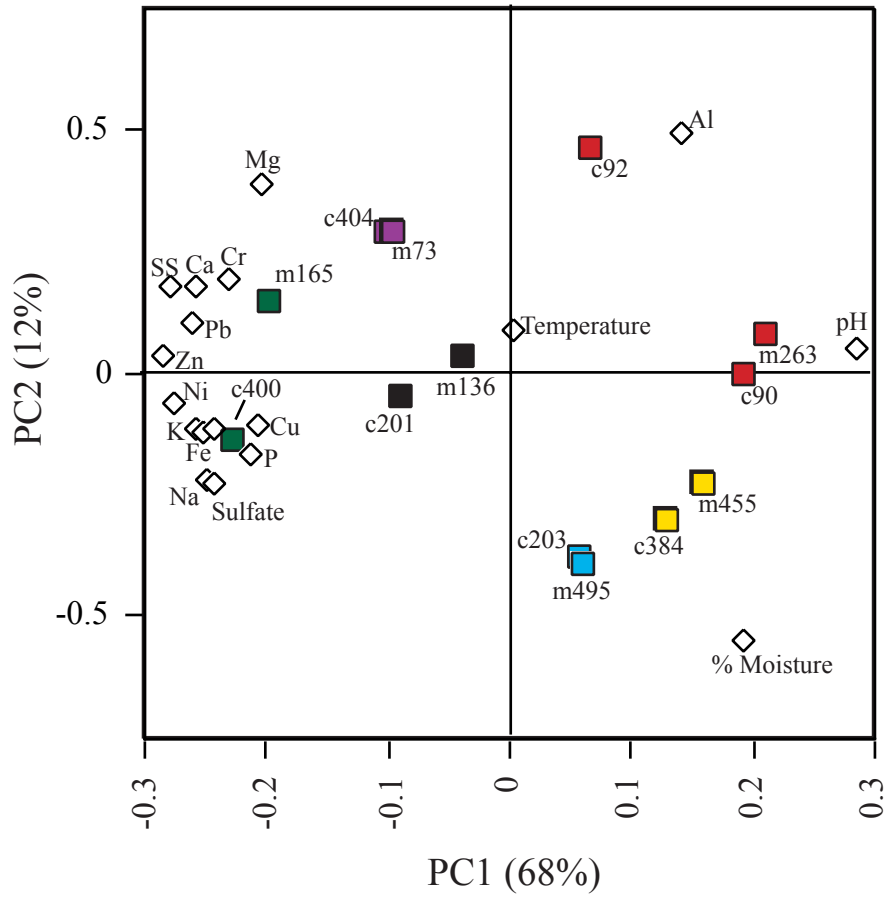 0.5
Al
c92
Mg
c404
m73
SS
Ca
Cr
m165
Pb
Temperature
pH
m263
Zn
m136
PC2 (12%)
0
c90
Ni
c400
c201
K
Cu
Fe
P
Na
Sulfate
m455
c203
c384
m495
-0.5
% Moisture
-0.3
-0.2
-0.1
0
0.1
0.2
0.3
PC1 (68%)